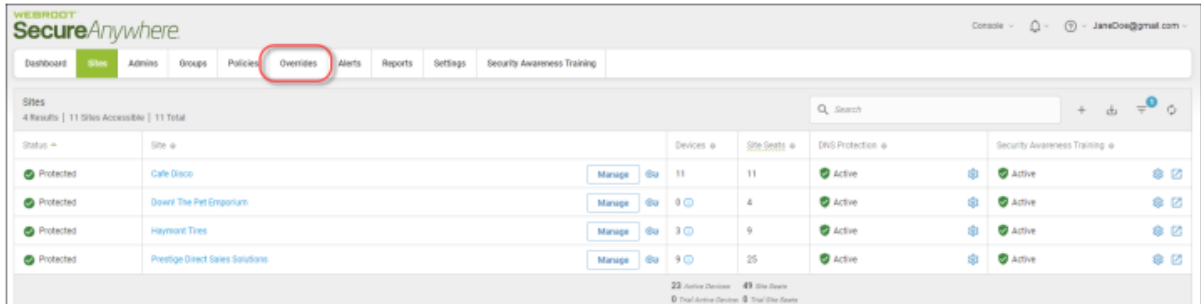 WEBROOT
SecureAnywhere
Console JaneDoe@gmail.com
Dashboard Sites Admins Groups Policies Overrides Alerts Reports Settings Security Awareness Training
Sites
4 Results | 11 Sites Accessible | 11 Total
Search
1
Status Site Devices Site Seats DNS Protection Security Awareness Training
Protected Cafe Disco Manage 11 11 Active Active
Protected Down! The Pet Emporium Manage 0 4 Active Active
Protected Haymont Tires Manage 3 9 Active Active
Protected Prestige Direct Sales Solutions Manage 9 25 Active Active
23 Active Devices 49 Site Seats
0 Trial Active Devices 0 Trial Site Seats